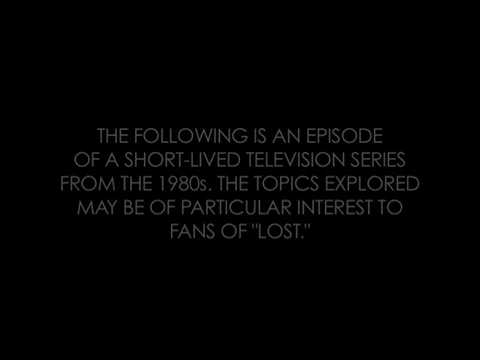 THE FOLLOWING IS AN EPISODE
OF A SHORT-LIVED TELEVISION SERIES
FROM THE 1980s. THE TOPICS EXPLORED
MAY BE OF PARTICULAR INTEREST TO
FANS OF "LOST."